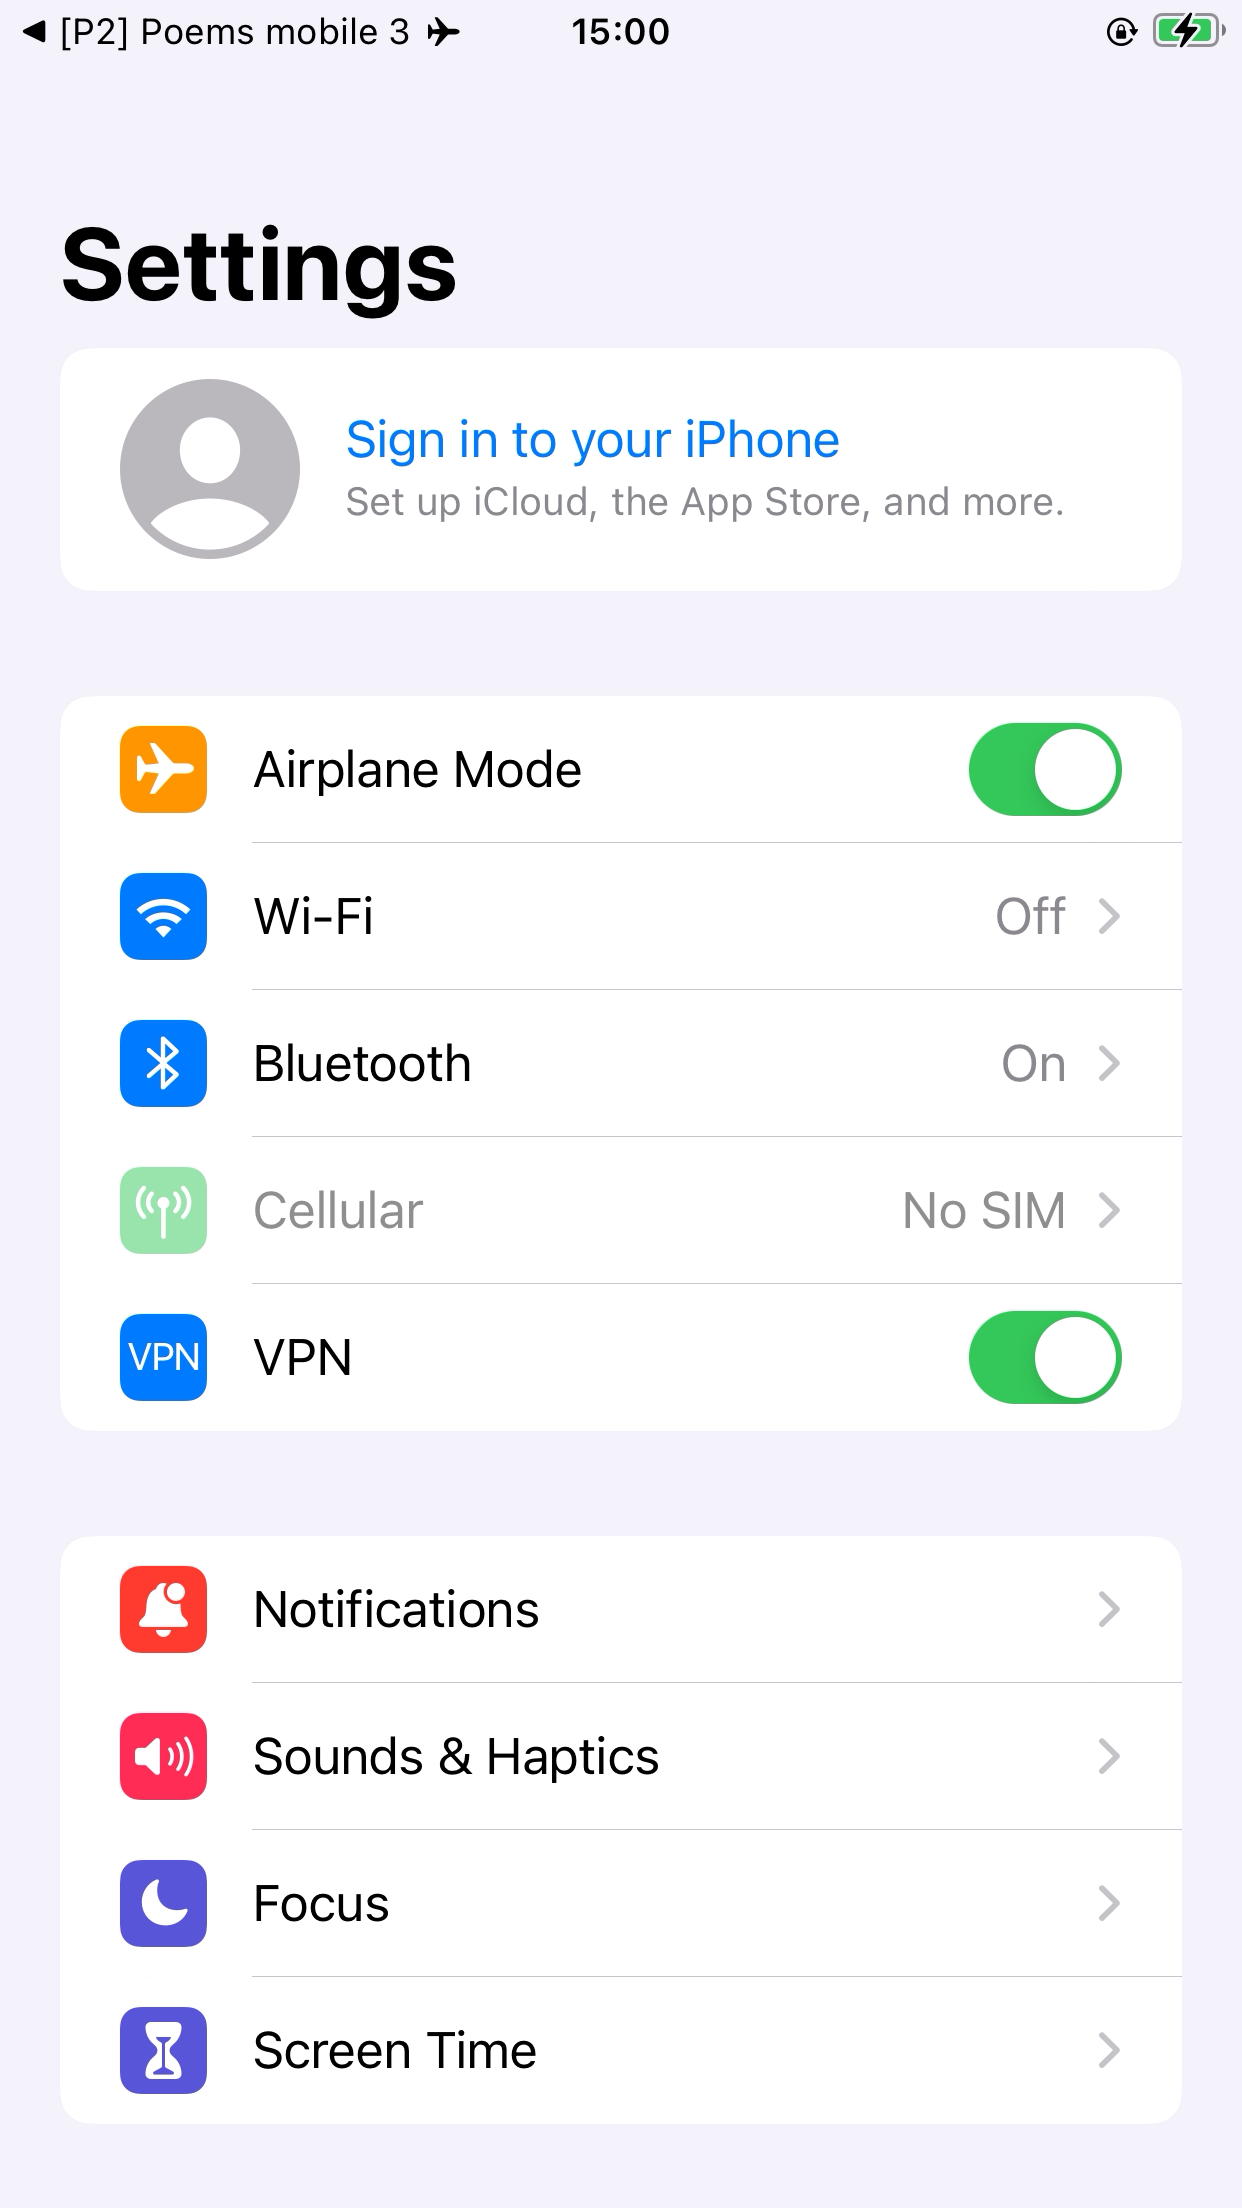 [P2] Poems mobile 3
15:00
Settings
Sign in to your iPhone
Set up iCloud, the App Store, and more.
Airplane Mode
Wi-Fi
Off
Bluetooth
On
Cellular
No SIM
VPN
VPN
Notifications
Sounds & Haptics
Focus
Screen Time